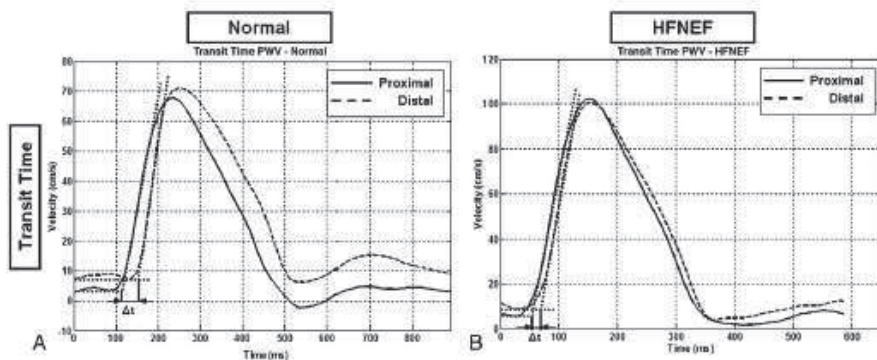 Normal
HFNEF
Transit Time PWV - Normal
Transit Time PWV - HFNEF
Transit Time
Velocity (cm/s)
80
70
60
50
40
30
20
10
0
-10
0 100 200 300 400 500 600 700 800
Time (ms)
Proximal
Distal
Δt
A
Velocity (cm/s)
120
100
80
60
40
20
0
0 100 200 300 400 500 600
Time (ms)
Proximal
Distal
Δt
B